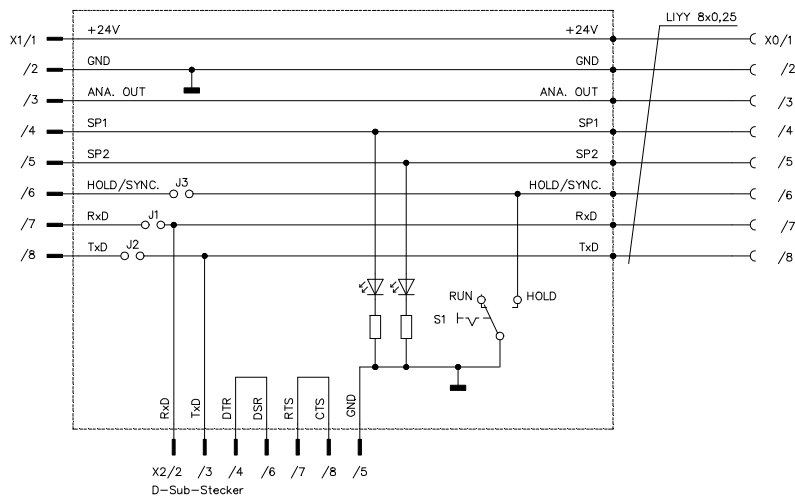 LIYY 8x0,25
X1/1 +24V +24V X0/1
/2 GND GND /2
/3 ANA. OUT ANA. OUT /3
/4 SP1 SP1 /4
/5 SP2 SP2 /5
/6 HOLD/SYNC. J3 HOLD/SYNC. /6
/7 RxD J1 RxD /7
/8 TxD J2 TxD /8
RUN HOLD
S1
RxD TxD DTR DSR RTS CTS GND
X2/2 /3 /4 /6 /7 /8 /5
D-Sub-Stecker